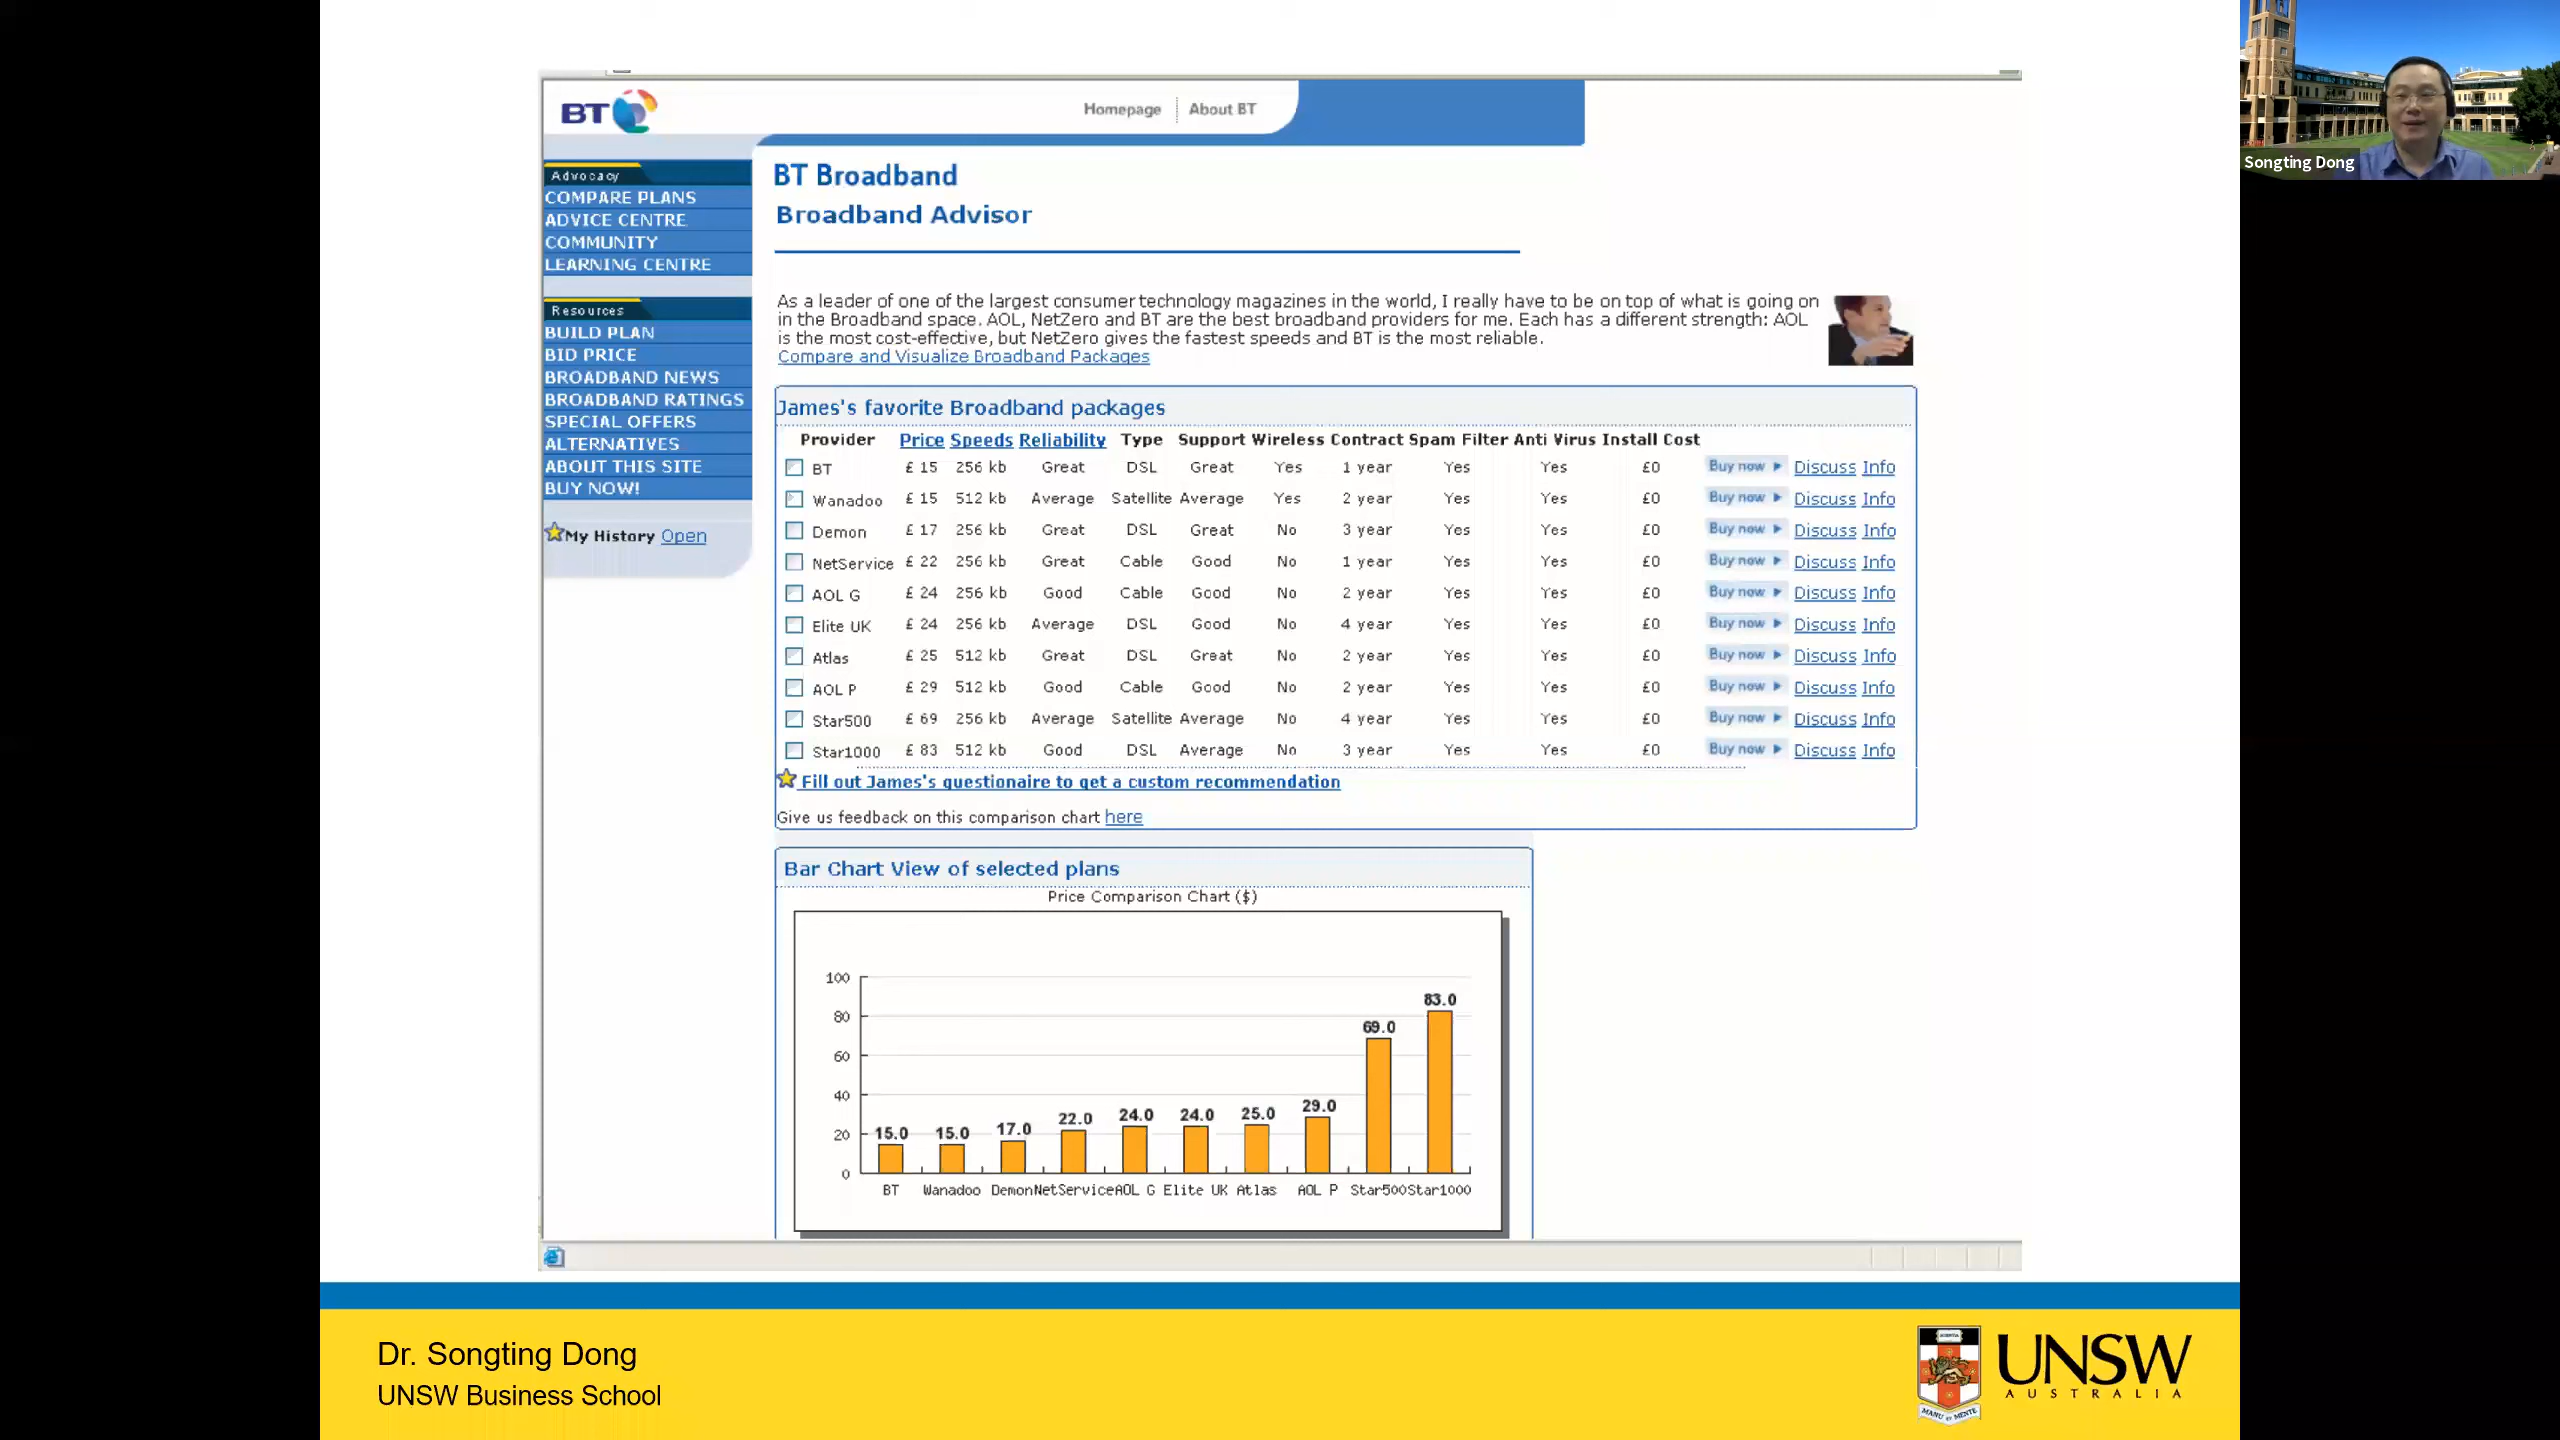 BT
Homepage About BT
Songting Dong
BT Broadband
Broadband Advisor
Advocacy
COMPARE PLANS
ADVICE CENTRE
COMMUNITY
LEARNING CENTRE
Resources
BUILD PLAN
BID PRICE
BROADBAND NEWS
BROADBAND RATINGS
SPECIAL OFFERS
ALTERNATIVES
ABOUT THIS SITE
BUY NOW!
My History Open
As a leader of one of the largest consumer technology magazines in the world, I really have to be on top of what is going on
in the Broadband space. AOL, NetZero and BT are the best broadband providers for me. Each has a different strength: AOL
is the most cost-effective, but NetZero gives the fastest speeds and BT is the most reliable.
Compare and Visualize Broadband Packages
James's favorite Broadband packages
Provider Price Speeds Reliability Type Support Wireless Contract Spam Filter Anti Virus Install Cost
BT £ 15 256 kb Great DSL Great Yes 1 year Yes Yes £0 Buy now Discuss Info
Wanadoo £ 15 512 kb Average Satellite Average Yes 2 year Yes Yes £0 Buy now Discuss Info
Demon £ 17 256 kb Great DSL Great No 3 year Yes Yes £0 Buy now Discuss Info
NetService £ 22 256 kb Great Cable Good No 1 year Yes Yes £0 Buy now Discuss Info
AOL G £ 24 256 kb Good Cable Good No 2 year Yes Yes £0 Buy now Discuss Info
Elite UK £ 24 256 kb Average DSL Good No 4 year Yes Yes £0 Buy now Discuss Info
Atlas £ 25 512 kb Great DSL Great No 2 year Yes Yes £0 Buy now Discuss Info
AOL P £ 29 512 kb Good Cable Good No 2 year Yes Yes £0 Buy now Discuss Info
Star500 £ 69 256 kb Average Satellite Average No 4 year Yes Yes £0 Buy now Discuss Info
Star1000 £ 83 512 kb Good DSL Average No 3 year Yes Yes £0 Buy now Discuss Info
Fill out James's questionaire to get a custom recommendation
Give us feedback on this comparison chart here
Bar Chart View of selected plans
Price Comparison Chart ($)
100
80
60
40
20
0
15.0 15.0 17.0 22.0 24.0 24.0 25.0 29.0 69.0 83.0
BT Wanadoo Demon NetService AOL G Elite UK Atlas AOL P Star500 Star1000
Dr. Songting Dong
UNSW Business School
UNSW
AUSTRALIA
MANU ET MENTE